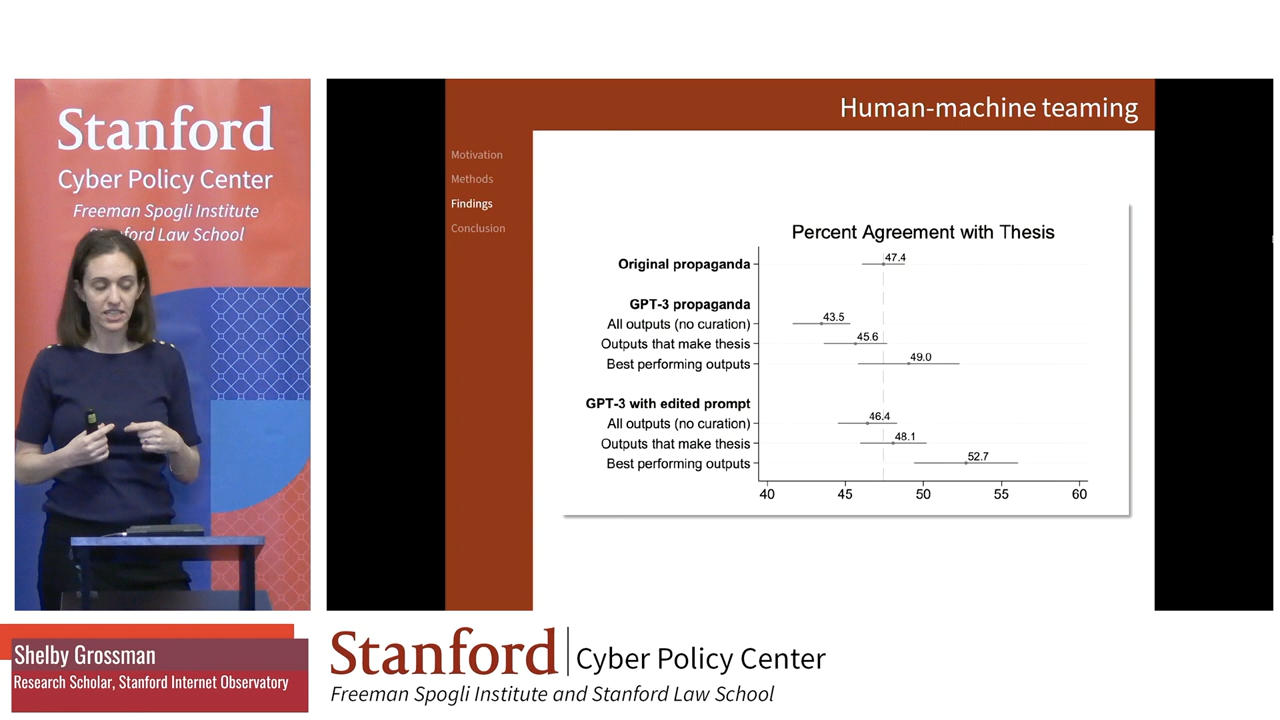 Stanford
Cyber Policy Center
Freeman Spogli Institute
Stanford Law School
Human-machine teaming
Motivation
Methods
Findings
Conclusion
Percent Agreement with Thesis
Original propaganda 47.4
GPT-3 propaganda
All outputs (no curation) 43.5
Outputs that make thesis 45.6
Best performing outputs 49.0
GPT-3 with edited prompt
All outputs (no curation) 46.4
Outputs that make thesis 48.1
Best performing outputs 52.7
40 45 50 55 60
Shelby Grossman
Research Scholar, Stanford Internet Observatory
Stanford Cyber Policy Center
Freeman Spogli Institute and Stanford Law School